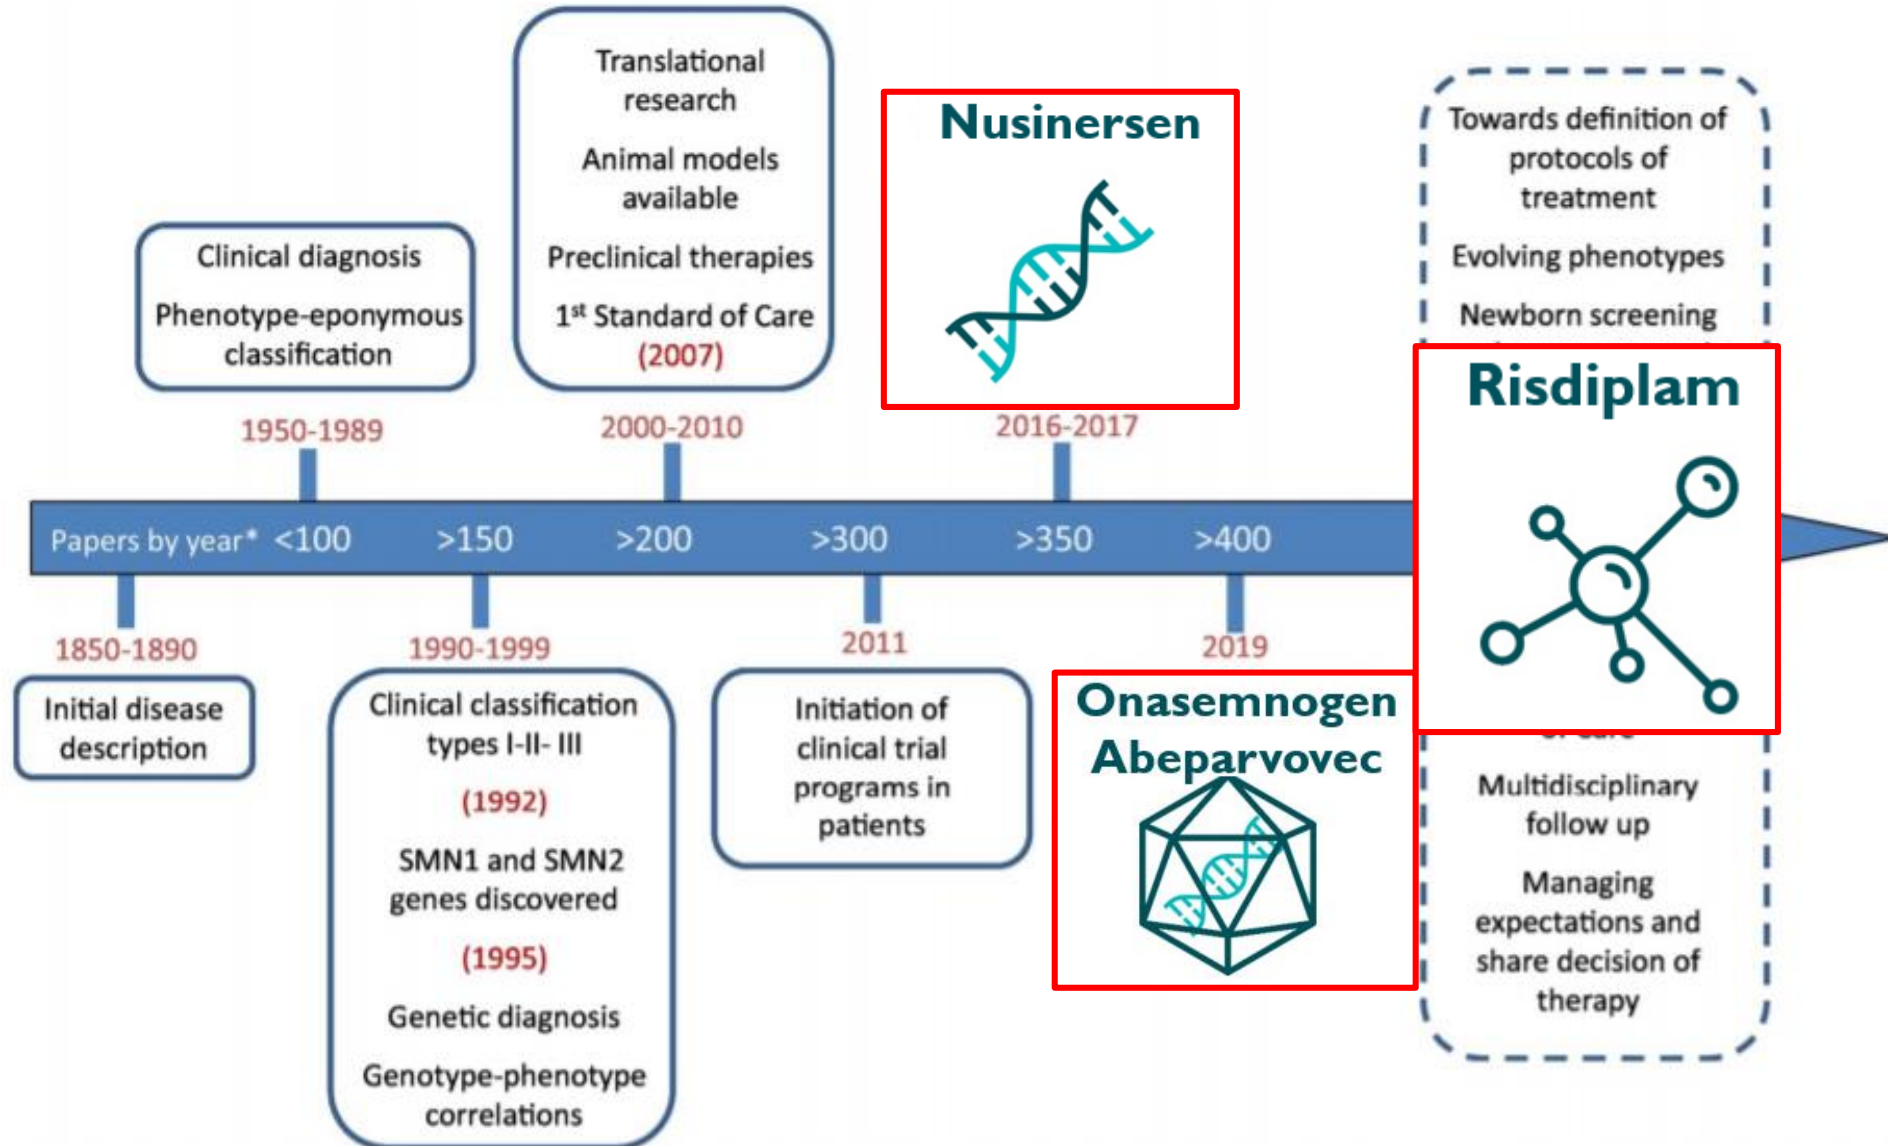 Translational
research
Animal models
available
Preclinical therapies
1st Standard of Care
(2007)
Nusinersen
Towards definition of
protocols of
treatment
Evolving phenotypes
Newborn screening
Clinical diagnosis
Phenotype-eponymous
classification
Risdiplam
1950-1989
2000-2010
2016-2017
Papers by year* <100 >150 >200 >300 >350 >400
1850-1890
Initial disease
description
1990-1999
Clinical classification
types I-II- III
(1992)
SMN1 and SMN2
genes discovered
(1995)
Genetic diagnosis
Genotype-phenotype
correlations
2011
Initiation of
clinical trial
programs in
patients
2019
Onasemnogen
Abeparvovec
of care
Multidisciplinary
follow up
Managing
expectations and
share decision of
therapy